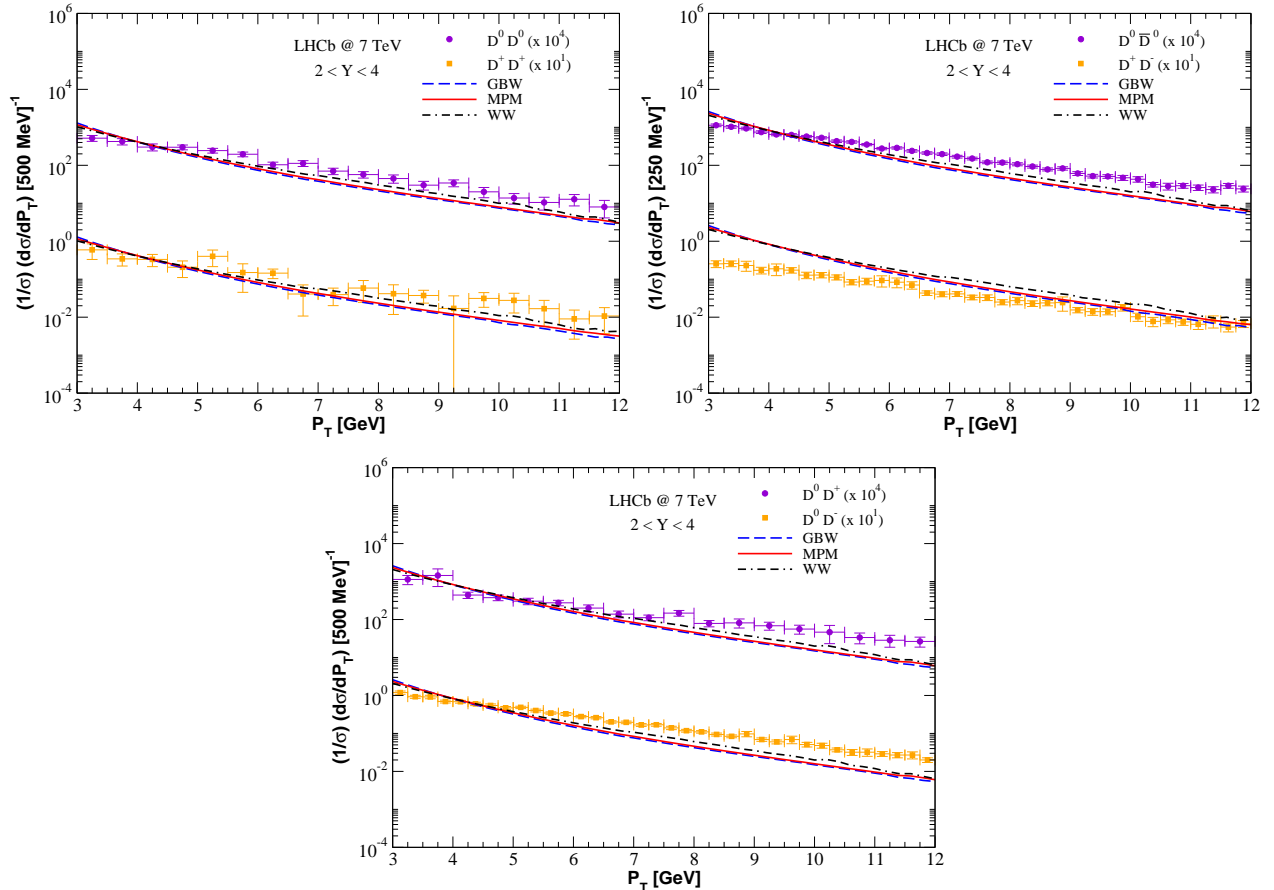 10^6
10^4
10^2
10^0
10^-2
10^-4
(1/σ) (dσ/dP_T) [500 MeV]^-1
LHCb @ 7 TeV
2 < Y < 4
D^0 D^0 (x 10^4)
D^+ D^+ (x 10^1)
GBW
MPM
WW
3 4 5 6 7 8 9 10 11 12
P_T [GeV]
10^6
10^4
10^2
10^0
10^-2
10^-4
(1/σ) (dσ/dP_T) [250 MeV]^-1
LHCb @ 7 TeV
2 < Y < 4
D^0 D̅^0 (x 10^4)
D^+ D^- (x 10^1)
GBW
MPM
WW
3 4 5 6 7 8 9 10 11 12
P_T [GeV]
10^6
10^4
10^2
10^0
10^-2
10^-4
(1/σ) (dσ/dP_T) [500 MeV]^-1
LHCb @ 7 TeV
2 < Y < 4
D^0 D^+ (x 10^4)
D^0 D^- (x 10^1)
GBW
MPM
WW
3 4 5 6 7 8 9 10 11 12
P_T [GeV]